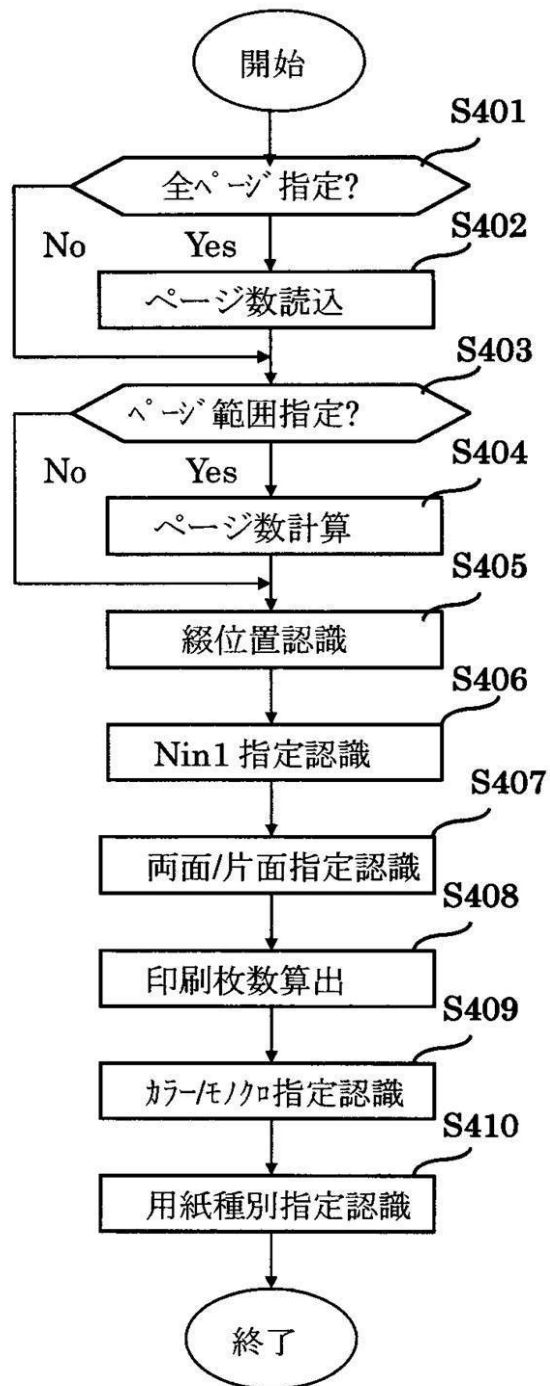 開始
S401
全ページ指定?
No
Yes
S402
ページ数読込
S403
ページ範囲指定?
No
Yes
S404
ページ数計算
S405
綴位置認識
S406
Nin1 指定認識
S407
両面/片面指定認識
S408
印刷枚数算出
S409
カラー/モノクロ指定認識
S410
用紙種別指定認識
終了